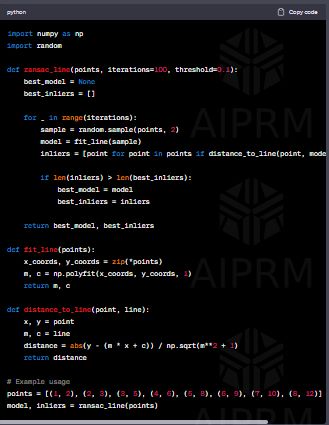 python
Copy code
import numpy as np
import random
def ransac_line(points, iterations=100, threshold=0.1):
    best_model = None
    best_inliers = []
    for _ in range(iterations):
        sample = random.sample(points, 2)
        model = fit_line(sample)
        inliers = [point for point in points if distance_to_line(point, mode
        if len(inliers) > len(best_inliers):
            best_model = model
            best_inliers = inliers
    return best_model, best_inliers
def fit_line(points):
    x_coords, y_coords = zip(*points)
    m, c = np.polyfit(x_coords, y_coords, 1)
    return m, c
def distance_to_line(point, line):
    x, y = point
    m, c = line
    distance = abs(y - (m * x + c)) / np.sqrt(m**2 + 1)
    return distance
# Example usage
points = [(1, 2), (2, 3), (3, 5), (4, 6), (5, 8), (6, 9), (7, 10), (8, 12)]
model, inliers = ransac_line(points)
AIPRM
AIPRM